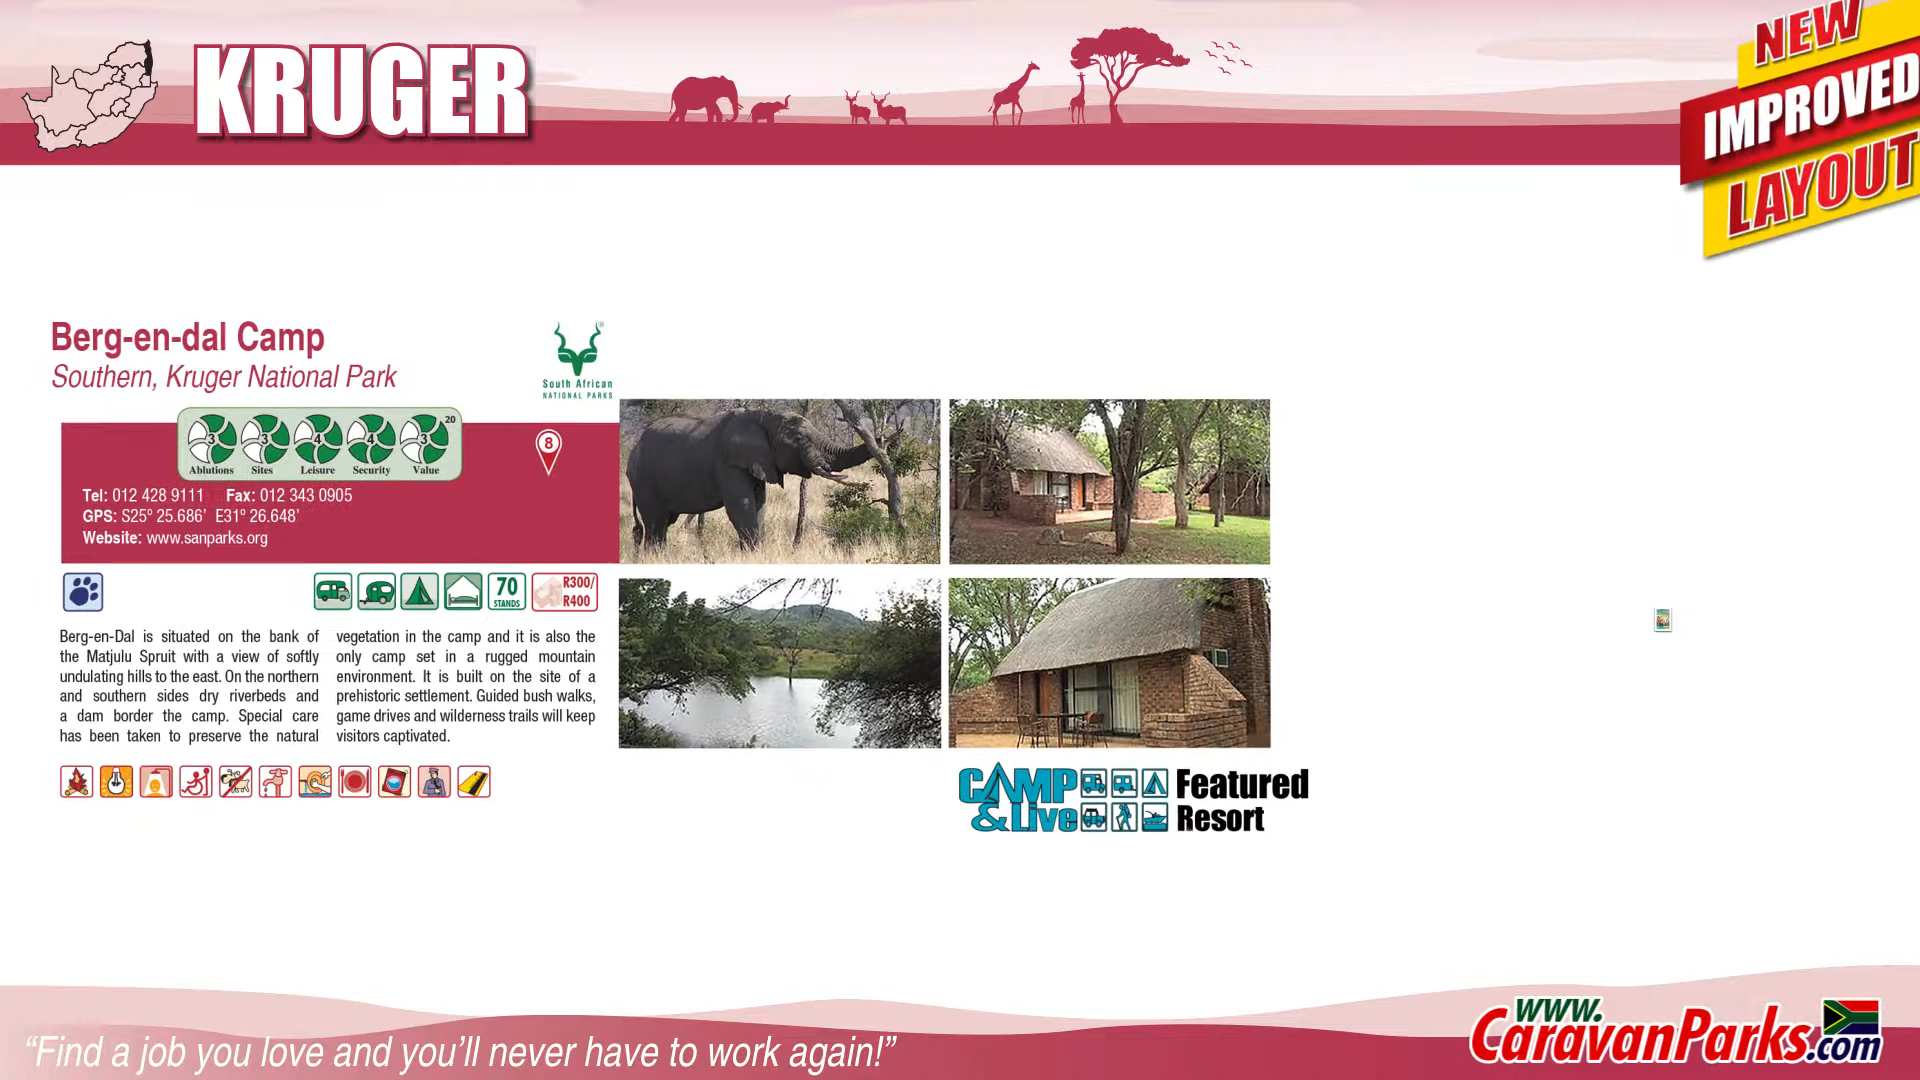 KRUGER
NEW
IMPROVED
LAYOUT
Berg-en-dal Camp
Southern, Kruger National Park
South African
NATIONAL PARKS
3 3 4 4 3 20
Ablutions Sites Leisure Security Value
8
Tel: 012 428 9111 Fax: 012 343 0905
GPS: S25º 25.686’ E31º 26.648’
Website: www.sanparks.org
70
STANDS
R300/
R400
Berg-en-Dal is situated on the bank of
the Matjulu Spruit with a view of softly
undulating hills to the east. On the northern
and southern sides dry riverbeds and
a dam border the camp. Special care
has been taken to preserve the natural
vegetation in the camp and it is also the
only camp set in a rugged mountain
environment. It is built on the site of a
prehistoric settlement. Guided bush walks,
game drives and wilderness trails will keep
visitors captivated.
CAMP
&Live
Featured
Resort
“Find a job you love and you’ll never have to work again!”
www.
CaravanParks.com